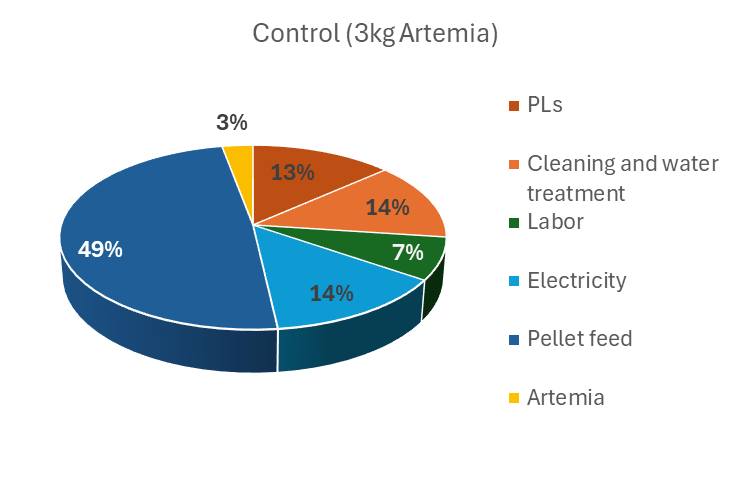 Control (3kg Artemia)
3%
13%
14%
7%
14%
49%
PLs
Cleaning and water
treatment
Labor
Electricity
Pellet feed
Artemia